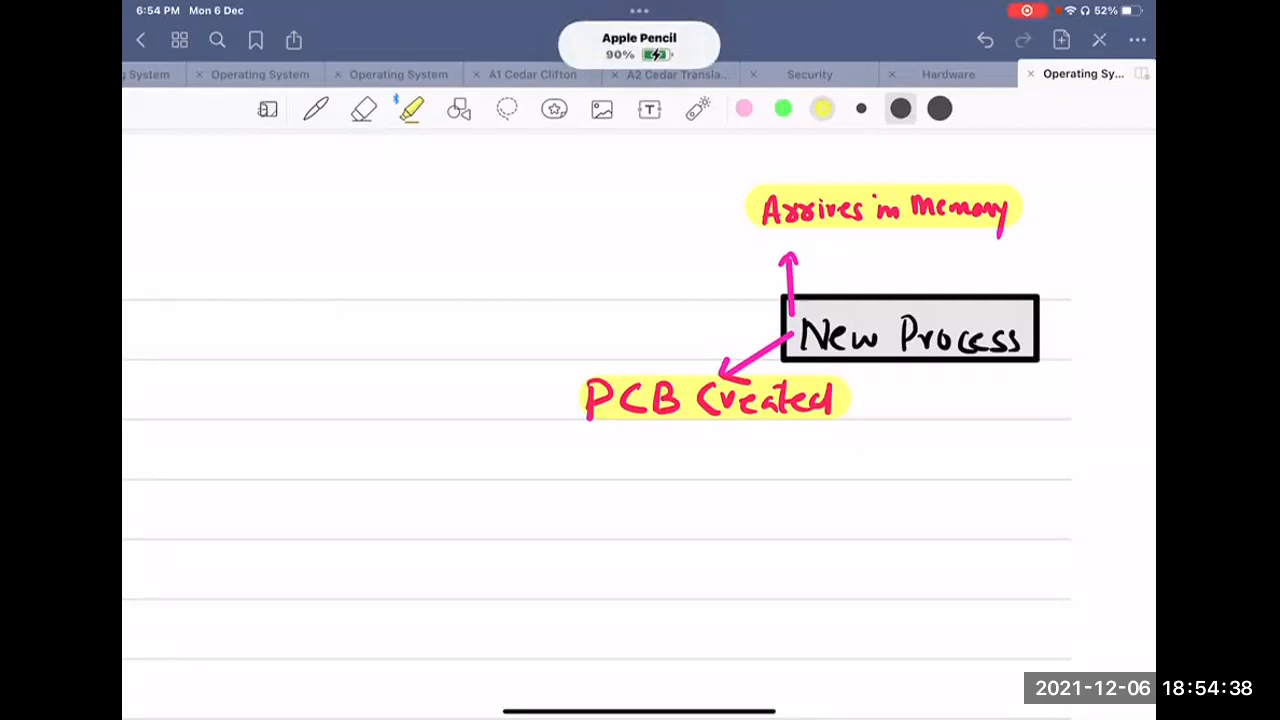 6:54 PM Mon 6 Dec
52%
Apple Pencil
90%
g System
Operating System
Operating System
A1 Cedar Clifton
A2 Cedar Transla...
Security
Hardware
Operating Sy...
Arrives in Memory
New Process
PCB Created
2021-12-06 18:54:38